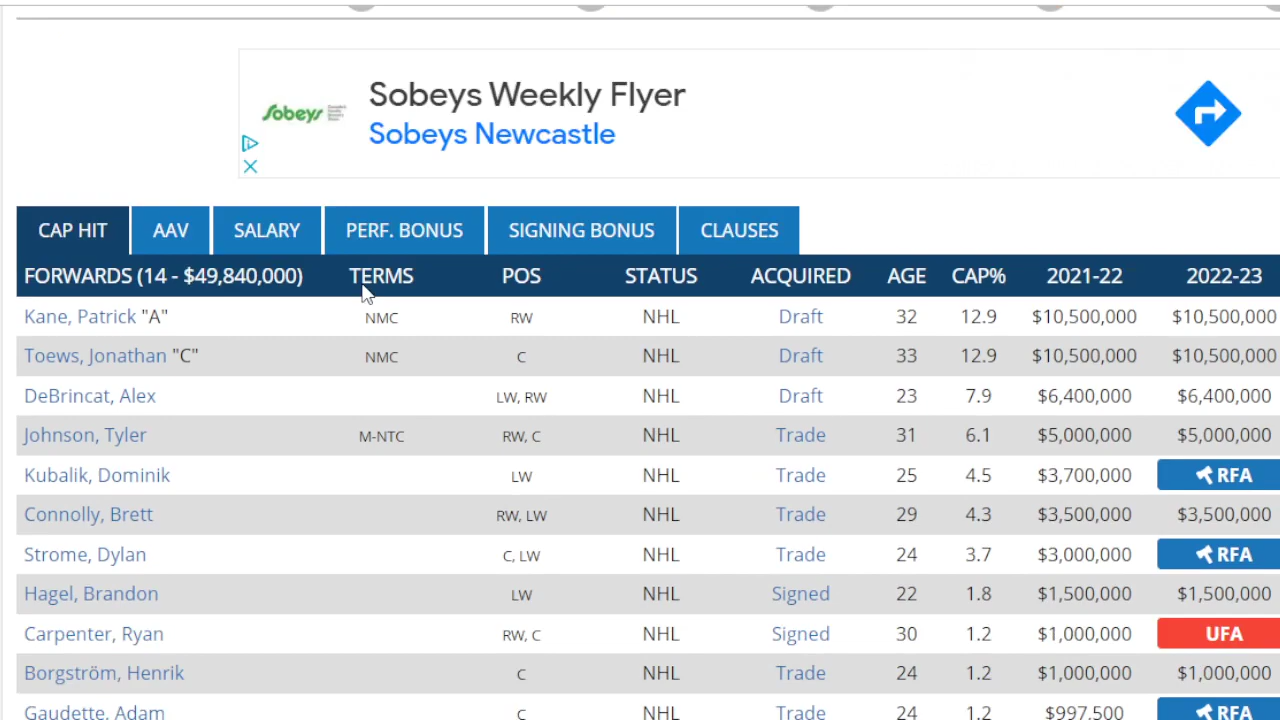 Sobeys Weekly Flyer
Sobeys
Sobeys Newcastle
CAP HIT AAV SALARY PERF. BONUS SIGNING BONUS CLAUSES
FORWARDS (14 - $49,840,000) TERMS POS STATUS ACQUIRED AGE CAP% 2021-22 2022-23
Kane, Patrick "A" NMC RW NHL Draft 32 12.9 $10,500,000 $10,500,000
Toews, Jonathan "C" NMC C NHL Draft 33 12.9 $10,500,000 $10,500,000
DeBrincat, Alex LW, RW NHL Draft 23 7.9 $6,400,000 $6,400,000
Johnson, Tyler M-NTC RW, C NHL Trade 31 6.1 $5,000,000 $5,000,000
Kubalik, Dominik LW NHL Trade 25 4.5 $3,700,000 RFA
Connolly, Brett RW, LW NHL Trade 29 4.3 $3,500,000 $3,500,000
Strome, Dylan C, LW NHL Trade 24 3.7 $3,000,000 RFA
Hagel, Brandon LW NHL Signed 22 1.8 $1,500,000 $1,500,000
Carpenter, Ryan RW, C NHL Signed 30 1.2 $1,000,000 UFA
Borgström, Henrik C NHL Trade 24 1.2 $1,000,000 $1,000,000
Gaudette, Adam C NHL Trade 24 1.2 $997,500 RFA